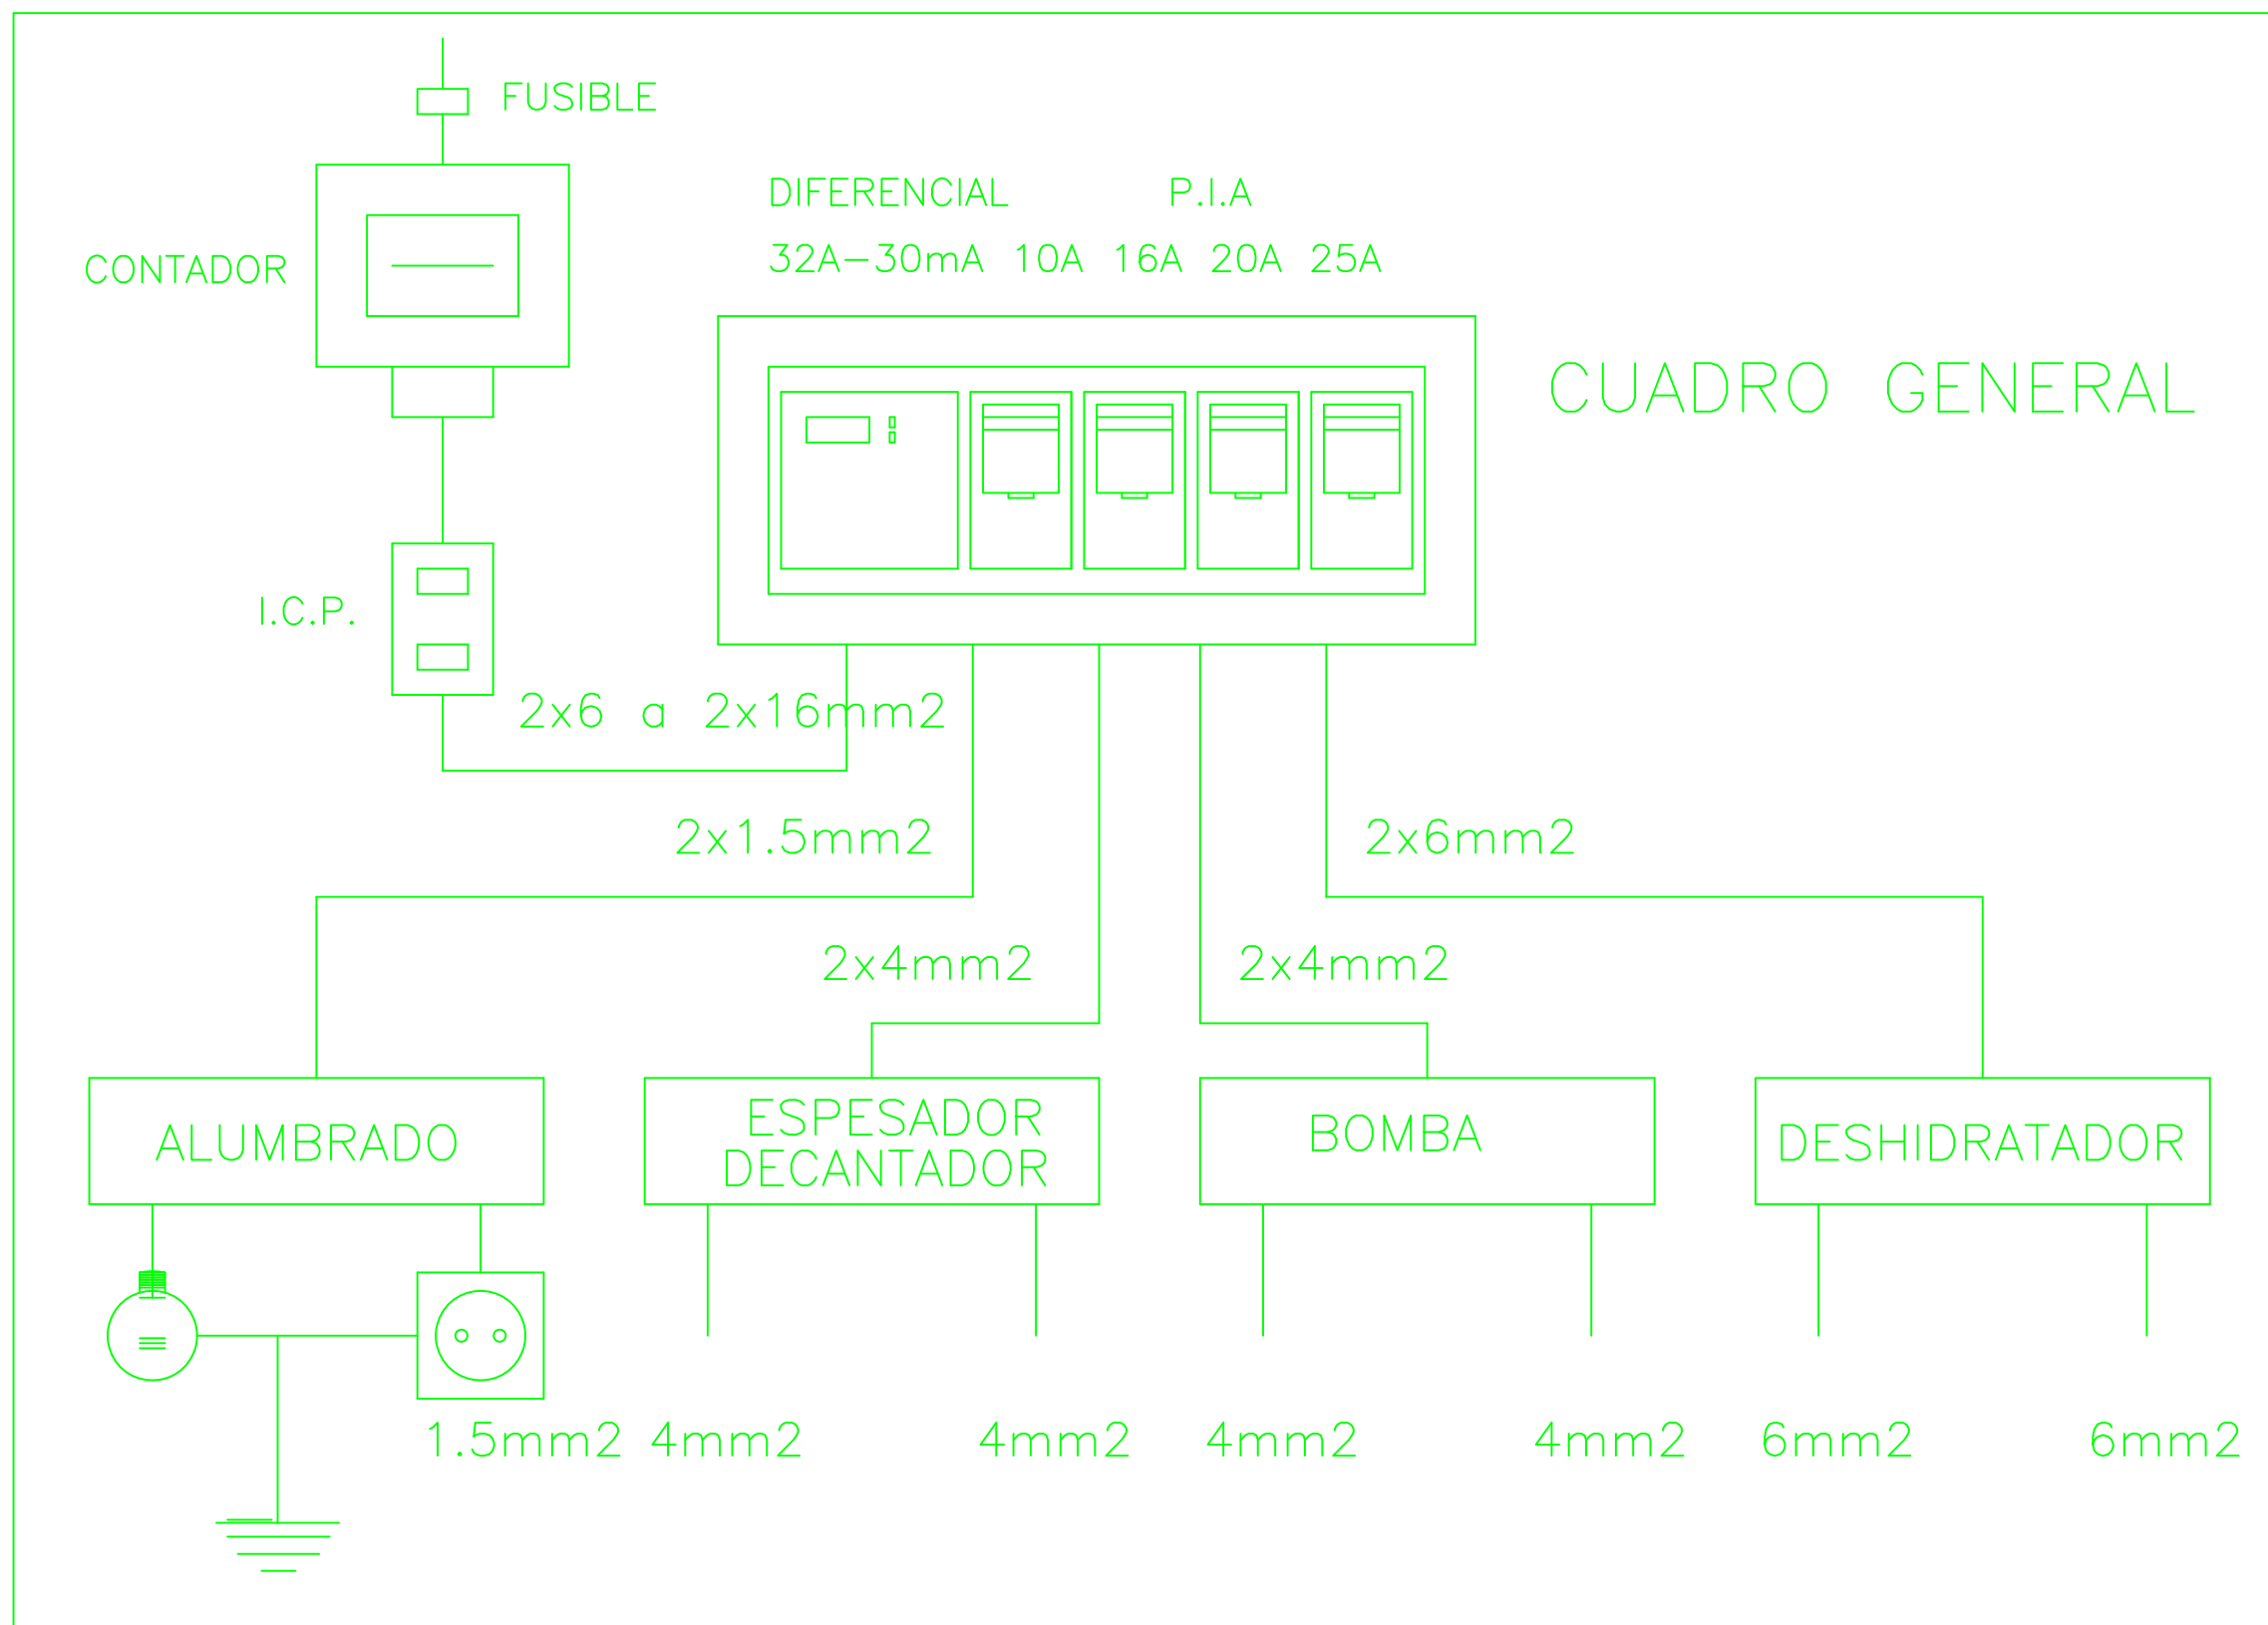 FUSIBLE
DIFERENCIAL P.I.A
32A-30mA 10A 16A 20A 25A
CONTADOR
CUADRO GENERAL
I.C.P.
2x6 a 2x16mm2
2x1.5mm2 2x6mm2
2x4mm2 2x4mm2
ALUMBRADO
ESPESADOR
DECANTADOR
BOMBA
DESHIDRATADOR
1.5mm2 4mm2 4mm2 4mm2 4mm2 6mm2 6mm2